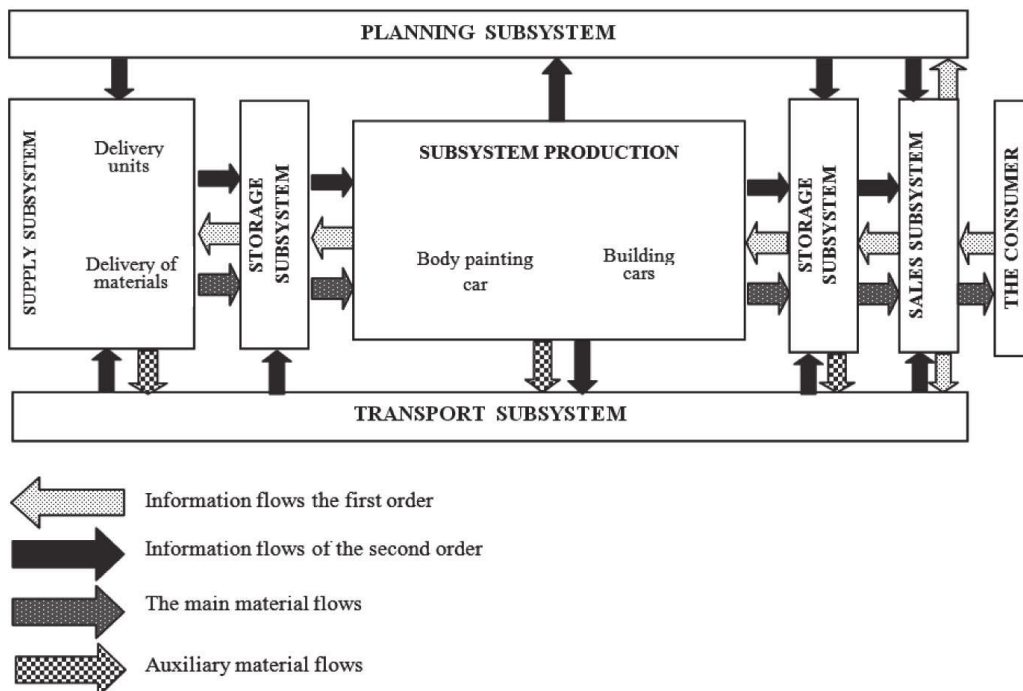 PLANNING SUBSYSTEM
SUPPLY SUBSYSTEM
Delivery
units
Delivery of
materials
STORAGE
SUBSYSTEM
SUBSYSTEM PRODUCTION
Body painting
car
Building
cars
STORAGE
SUBSYSTEM
SALES SUBSYSTEM
THE CONSUMER
TRANSPORT SUBSYSTEM
Information flows the first order
Information flows of the second order
The main material flows
Auxiliary material flows